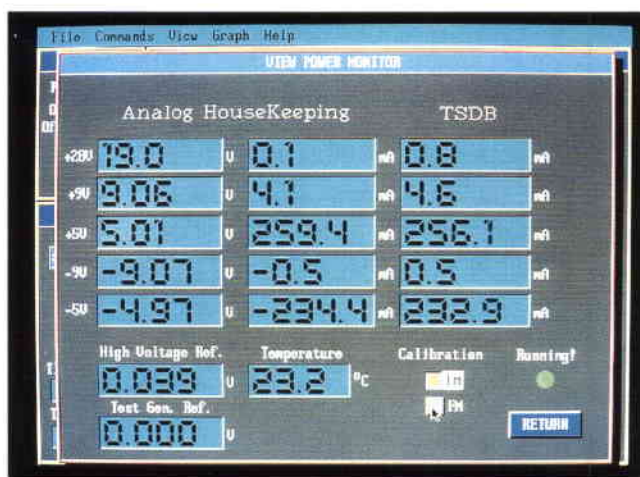 File Commands View Graph Help
VIEW POWER MONITOR
Analog HouseKeeping TSDB
+28V 19.0 V 0.1 mA 0.8 mA
+9V 9.06 V 4.1 mA 4.6 mA
+5V 5.01 V 259.4 mA 256.1 mA
-9V -9.07 V -0.5 mA 0.5 mA
-5V -4.97 V -234.4 mA 232.9 mA
High Voltage Ref. Temperature Calibration Running!
0.039 V 23.2 °C
Test Gen. Ref. FM
0.000 V RETURN